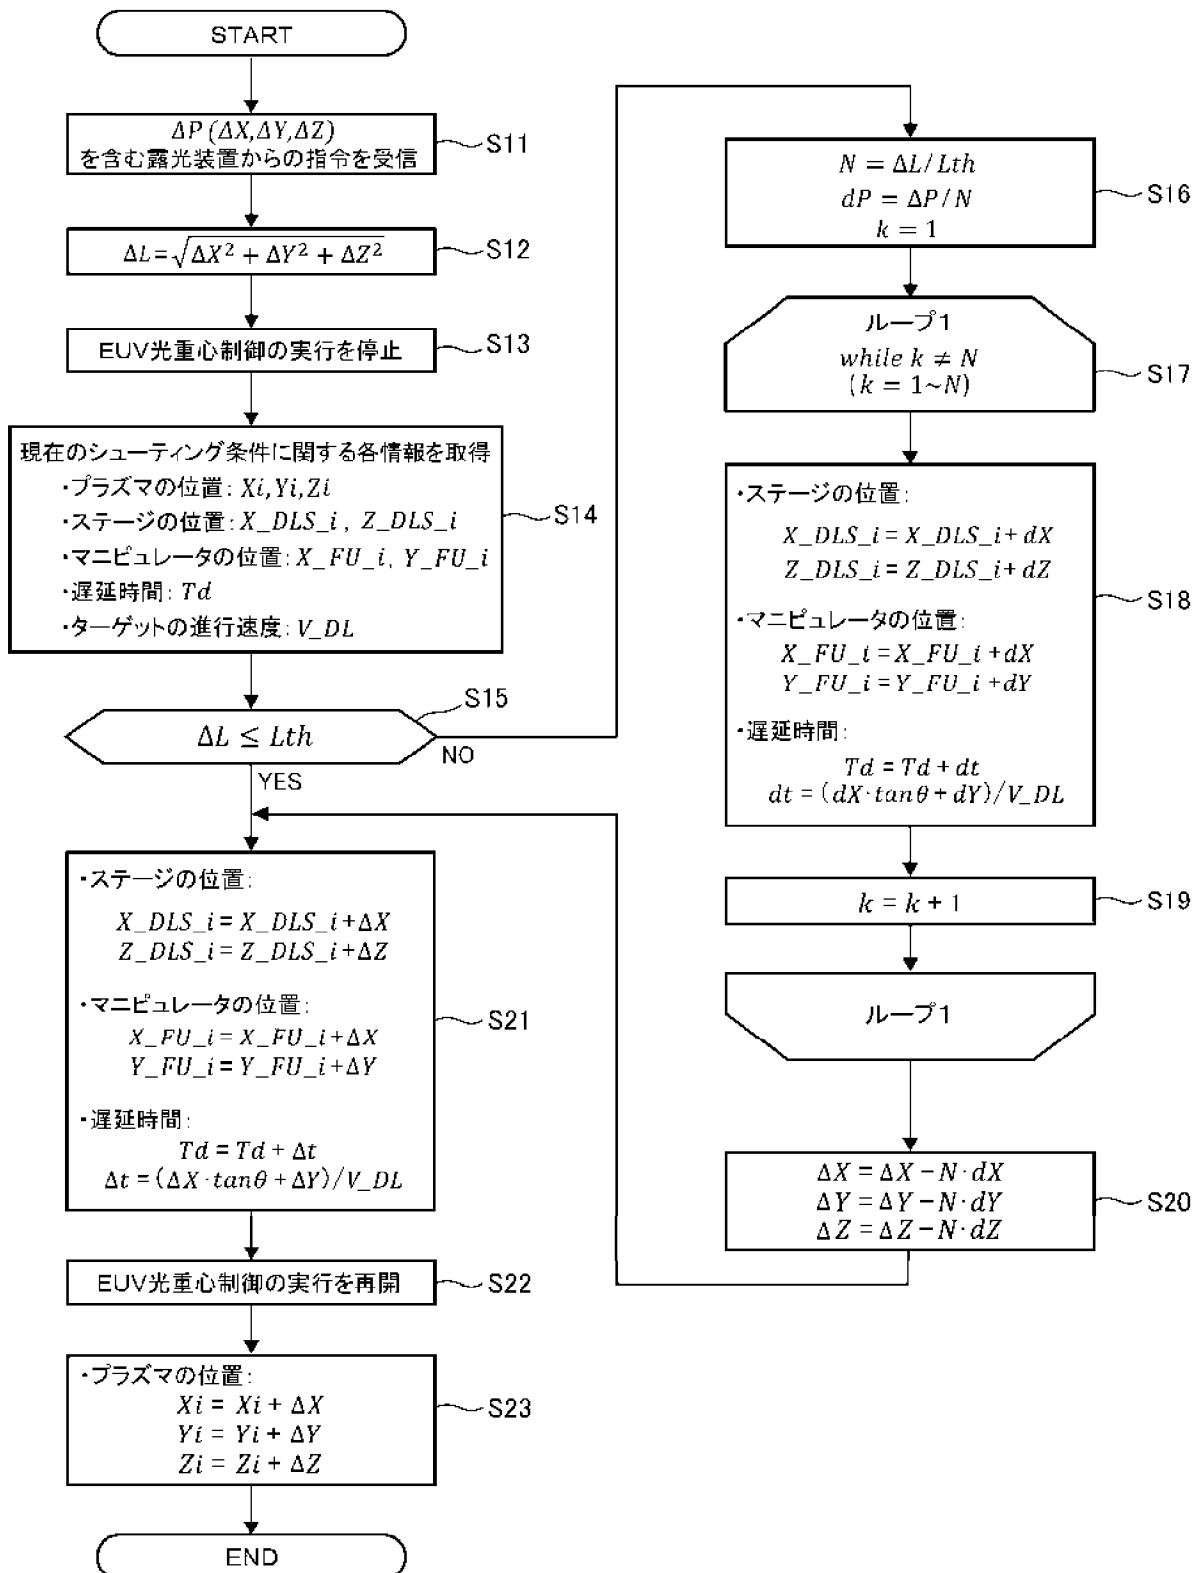 START
ΔP(ΔX,ΔY,ΔZ)
を含む露光装置からの指令を受信
S11
ΔL=√ΔX² + ΔY² + ΔZ²
S12
EUV光重心制御の実行を停止
S13
現在のシューティング条件に関する各情報を取得
・プラズマの位置: Xi,Yi,Zi
・ステージの位置: X_DLS_i, Z_DLS_i
・マニピュレータの位置: X_FU_i, Y_FU_i
・遅延時間: Td
・ターゲットの進行速度: V_DL
S14
ΔL ≤ Lth
S15
NO
YES
N = ΔL/Lth
dP = ΔP/N
k = 1
S16
ループ1
while k ≠ N
(k = 1~N)
S17
・ステージの位置:
X_DLS_i = X_DLS_i + dX
Z_DLS_i = Z_DLS_i + dZ
・マニピュレータの位置:
X_FU_i = X_FU_i + dX
Y_FU_i = Y_FU_i + dY
・遅延時間:
Td = Td + dt
dt = (dX·tanθ + dY)/V_DL
S18
k = k + 1
S19
ループ1
ΔX = ΔX − N·dX
ΔY = ΔY − N·dY
ΔZ = ΔZ − N·dZ
S20
・ステージの位置:
X_DLS_i = X_DLS_i + ΔX
Z_DLS_i = Z_DLS_i + ΔZ
・マニピュレータの位置:
X_FU_i = X_FU_i + ΔX
Y_FU_i = Y_FU_i + ΔY
・遅延時間:
Td = Td + Δt
Δt = (ΔX·tanθ + ΔY)/V_DL
S21
EUV光重心制御の実行を再開
S22
・プラズマの位置:
Xi = Xi + ΔX
Yi = Yi + ΔY
Zi = Zi + ΔZ
S23
END